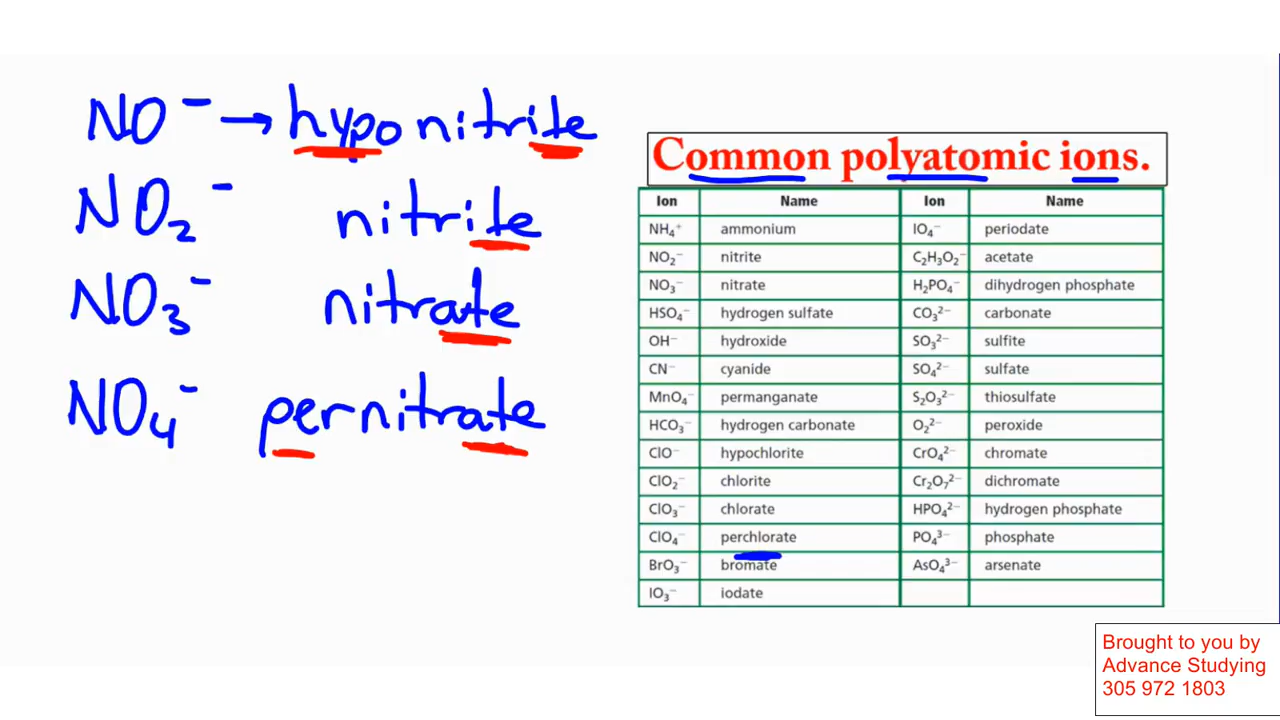 NO⁻ → hyponitrite
NO₂⁻ nitrite
NO₃⁻ nitrate
NO₄⁻ pernitrate
Common polyatomic ions.
Ion Name Ion Name
NH₄⁺ ammonium IO₄⁻ periodate
NO₂⁻ nitrite C₂H₃O₂⁻ acetate
NO₃⁻ nitrate H₂PO₄⁻ dihydrogen phosphate
HSO₄⁻ hydrogen sulfate CO₃²⁻ carbonate
OH⁻ hydroxide SO₃²⁻ sulfite
CN⁻ cyanide SO₄²⁻ sulfate
MnO₄⁻ permanganate S₂O₃²⁻ thiosulfate
HCO₃⁻ hydrogen carbonate O₂²⁻ peroxide
ClO⁻ hypochlorite CrO₄²⁻ chromate
ClO₂⁻ chlorite Cr₂O₇²⁻ dichromate
ClO₃⁻ chlorate HPO₄²⁻ hydrogen phosphate
ClO₄⁻ perchlorate PO₄³⁻ phosphate
BrO₃⁻ bromate AsO₄³⁻ arsenate
IO₃⁻ iodate
Brought to you by
Advance Studying
305 972 1803